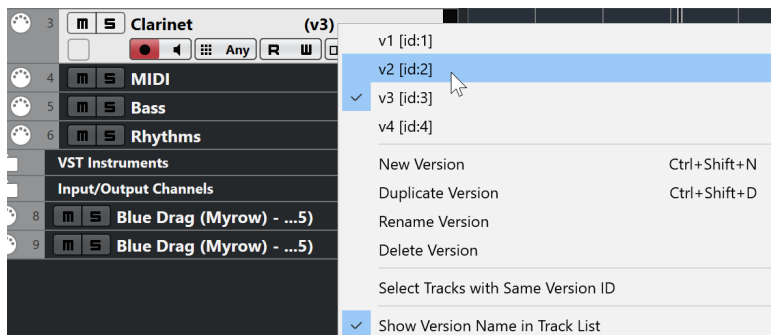 3 m S Clarinet (v3)
Any R W
4 m S MIDI
5 m S Bass
6 m S Rhythms
VST Instruments
Input/Output Channels
8 m S Blue Drag (Myrow) - ...5)
9 m S Blue Drag (Myrow) - ...5)
v1 [id:1]
v2 [id:2]
v3 [id:3]
v4 [id:4]
New Version Ctrl+Shift+N
Duplicate Version Ctrl+Shift+D
Rename Version
Delete Version
Select Tracks with Same Version ID
Show Version Name in Track List